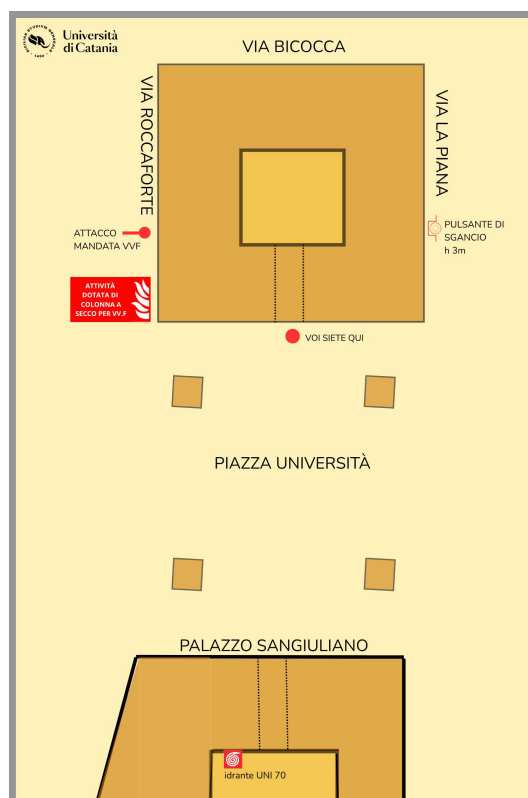 Università
di Catania
VIA BICOCCA
VIA ROCCAFORTE
VIA LA PIANA
ATTACCO
MANDATA VVF
PULSANTE DI
SGANCIO
h 3m
ATTIVITÀ
DOTATA DI
COLONNA A
SECCO PER VV.F
VOI SIETE QUI
PIAZZA UNIVERSITÀ
PALAZZO SANGIULIANO
idrante UNI 70